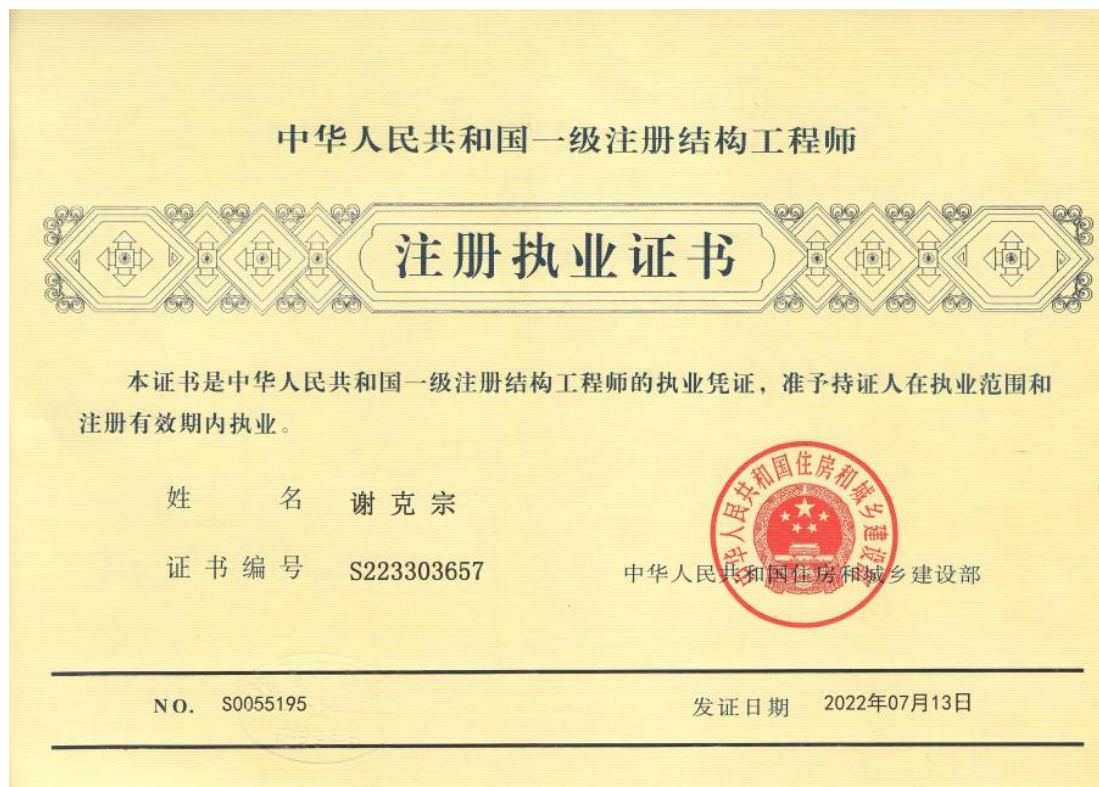 中华人民共和国一级注册结构工程师
注册执业证书
本证书是中华人民共和国一级注册结构工程师的执业凭证，准予持证人在执业范围和
注册有效期内执业。
姓 名 谢克宗
证书编号 S223303657
中华人民共和国住房和城乡建设部
中华人民共和国住房和城乡建设部
NO. S0055195
发证日期 2022年07月13日